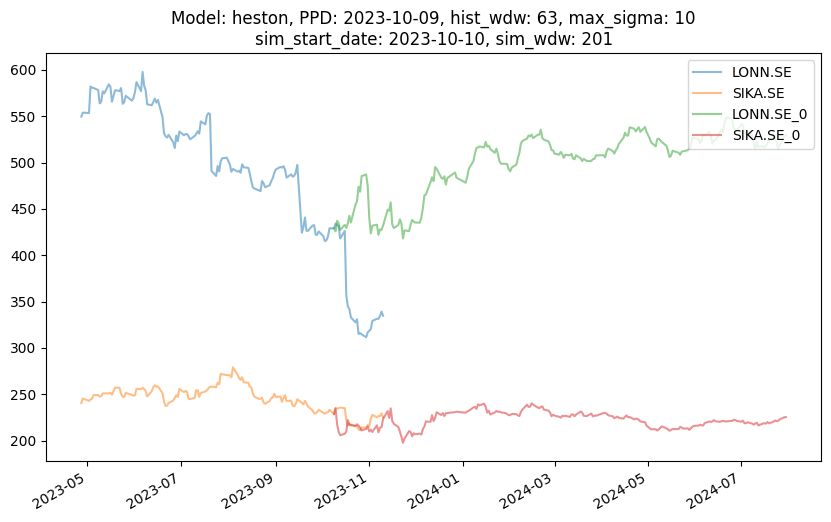 Model: heston, PPD: 2023-10-09, hist_wdw: 63, max_sigma: 10
sim_start_date: 2023-10-10, sim_wdw: 201
LONN.SE
SIKA.SE
LONN.SE_0
SIKA.SE_0
600
550
500
450
400
350
300
250
200
2023-05
2023-07
2023-09
2023-11
2024-01
2024-03
2024-05
2024-07